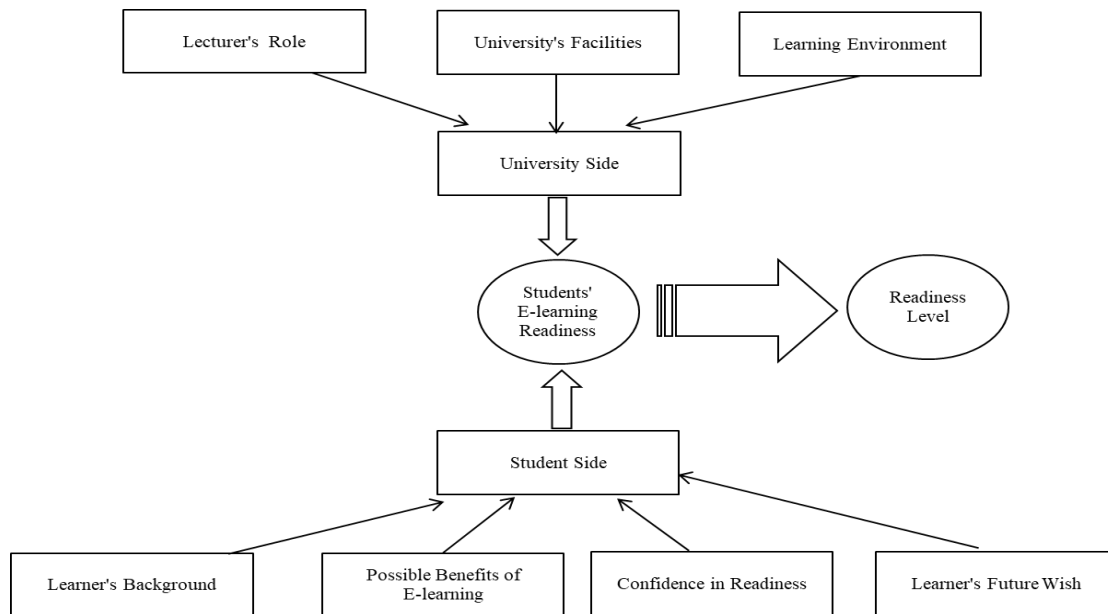 Lecturer's Role
University's Facilities
Learning Environment
University Side
Students'
E-learning
Readiness
Readiness
Level
Student Side
Learner's Background
Possible Benefits of
E-learning
Confidence in Readiness
Learner's Future Wish